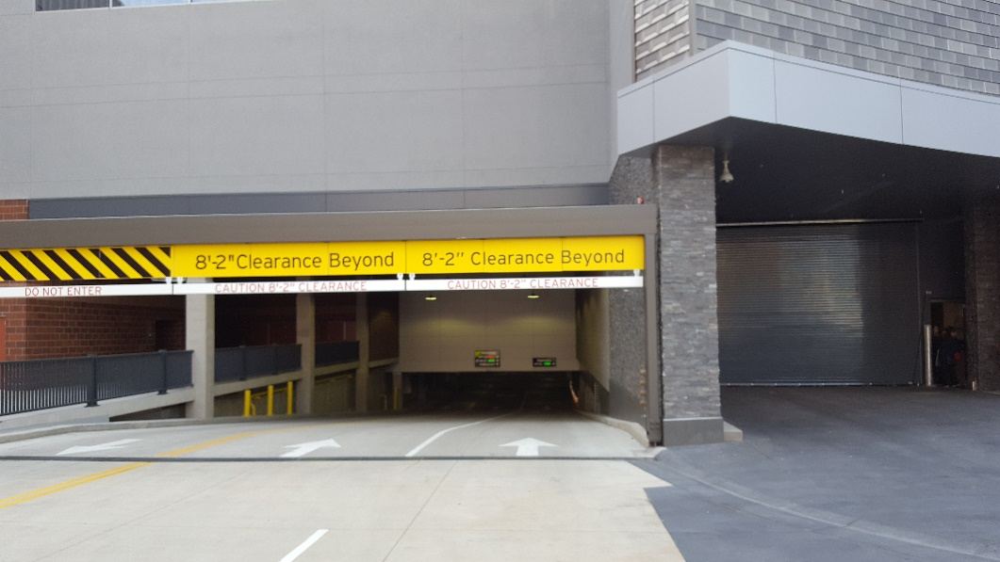 8'-2" Clearance Beyond
8'-2" Clearance Beyond
DO NOT ENTER
CAUTION 8'-2" CLEARANCE
CAUTION 8'-2" CLEARANCE